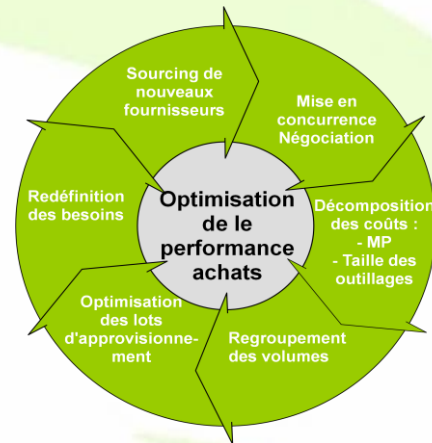 Sourcing de
nouveaux
fournisseurs
Mise en
concurrence
Négociation
Redéfinition
des besoins
Optimisation
de le
performance
achats
Décomposition
des coûts :
- MP
- Taille des
outillages
Optimisation
des lots
d'approvisionne-
ment
Regroupement
des volumes